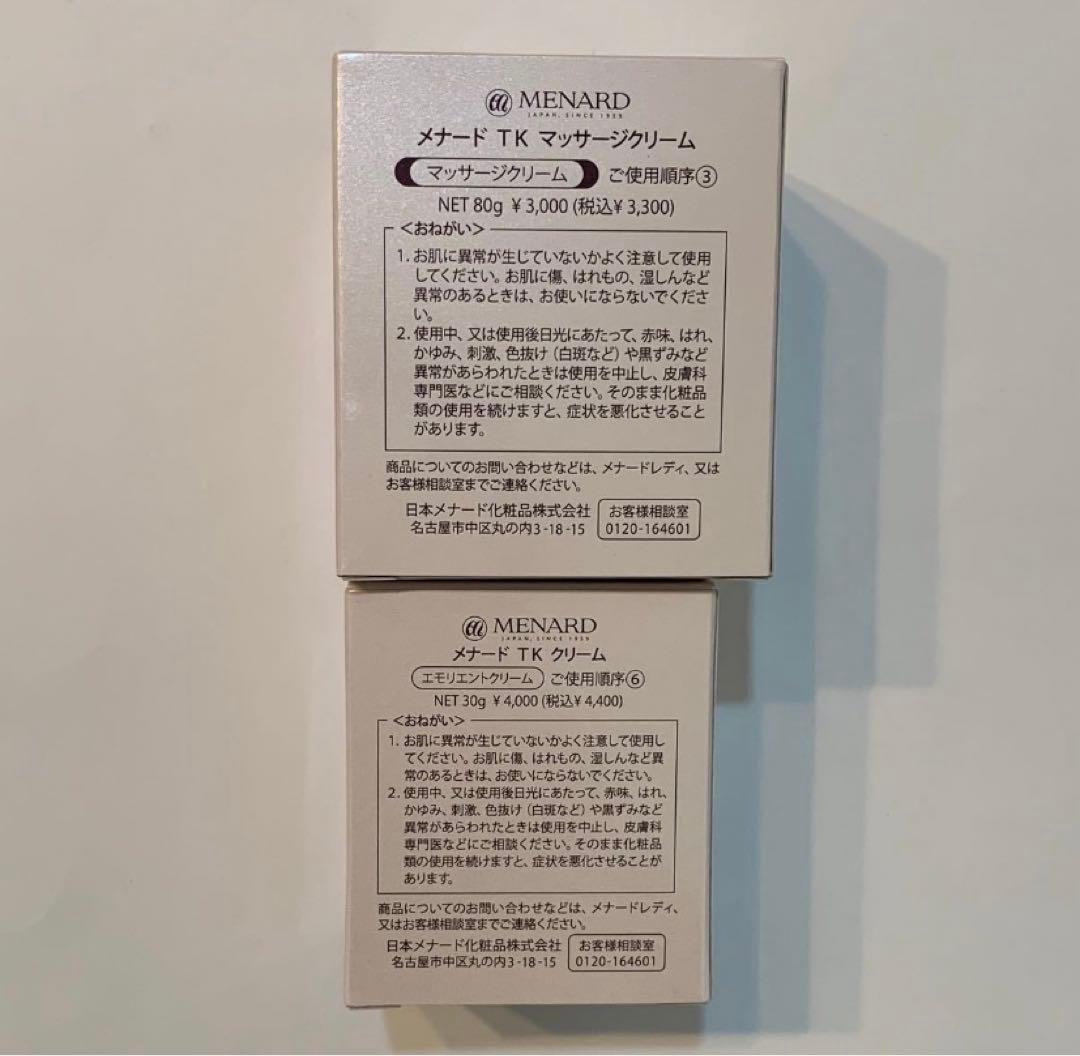 MENARD
JAPAN, SINCE 1959
メナード TK マッサージクリーム
マッサージクリーム ご使用順序③
NET 80g ¥3,000 (税込¥3,300)
<おねがい>
1. お肌に異常が生じていないかよく注意して使用
してください。お肌に傷、はれもの、湿しんなど
異常のあるときは、お使いにならないでくださ
い。
2. 使用中、又は使用後日光にあたって、赤味、はれ、
かゆみ、刺激、色抜け（白斑など）や黒ずみなど
異常があらわれたときは使用を中止し、皮膚科
専門医などにご相談ください。そのまま化粧品
類の使用を続けますと、症状を悪化させること
があります。
商品についてのお問い合わせなどは、メナードレディ、又は
お客様相談室までご連絡ください。
日本メナード化粧品株式会社 お客様相談室
名古屋市中区丸の内3-18-15 0120-164601
MENARD
JAPAN, SINCE 1959
メナード TK クリーム
エモリエントクリーム ご使用順序⑥
NET 30g ¥4,000 (税込¥4,400)
<おねがい>
1. お肌に異常が生じていないかよく注意して使用し
てください。お肌に傷、はれもの、湿しんなど異
常のあるときは、お使いにならないでください。
2. 使用中、又は使用後日光にあたって、赤味、はれ、
かゆみ、刺激、色抜け（白斑など）や黒ずみなど
異常があらわれたときは使用を中止し、皮膚科
専門医などにご相談ください。そのまま化粧品
類の使用を続けますと、症状を悪化させることが
あります。
商品についてのお問い合わせなどは、メナードレディ、
又はお客様相談室までご連絡ください。
日本メナード化粧品株式会社 お客様相談室
名古屋市中区丸の内3-18-15 0120-164601